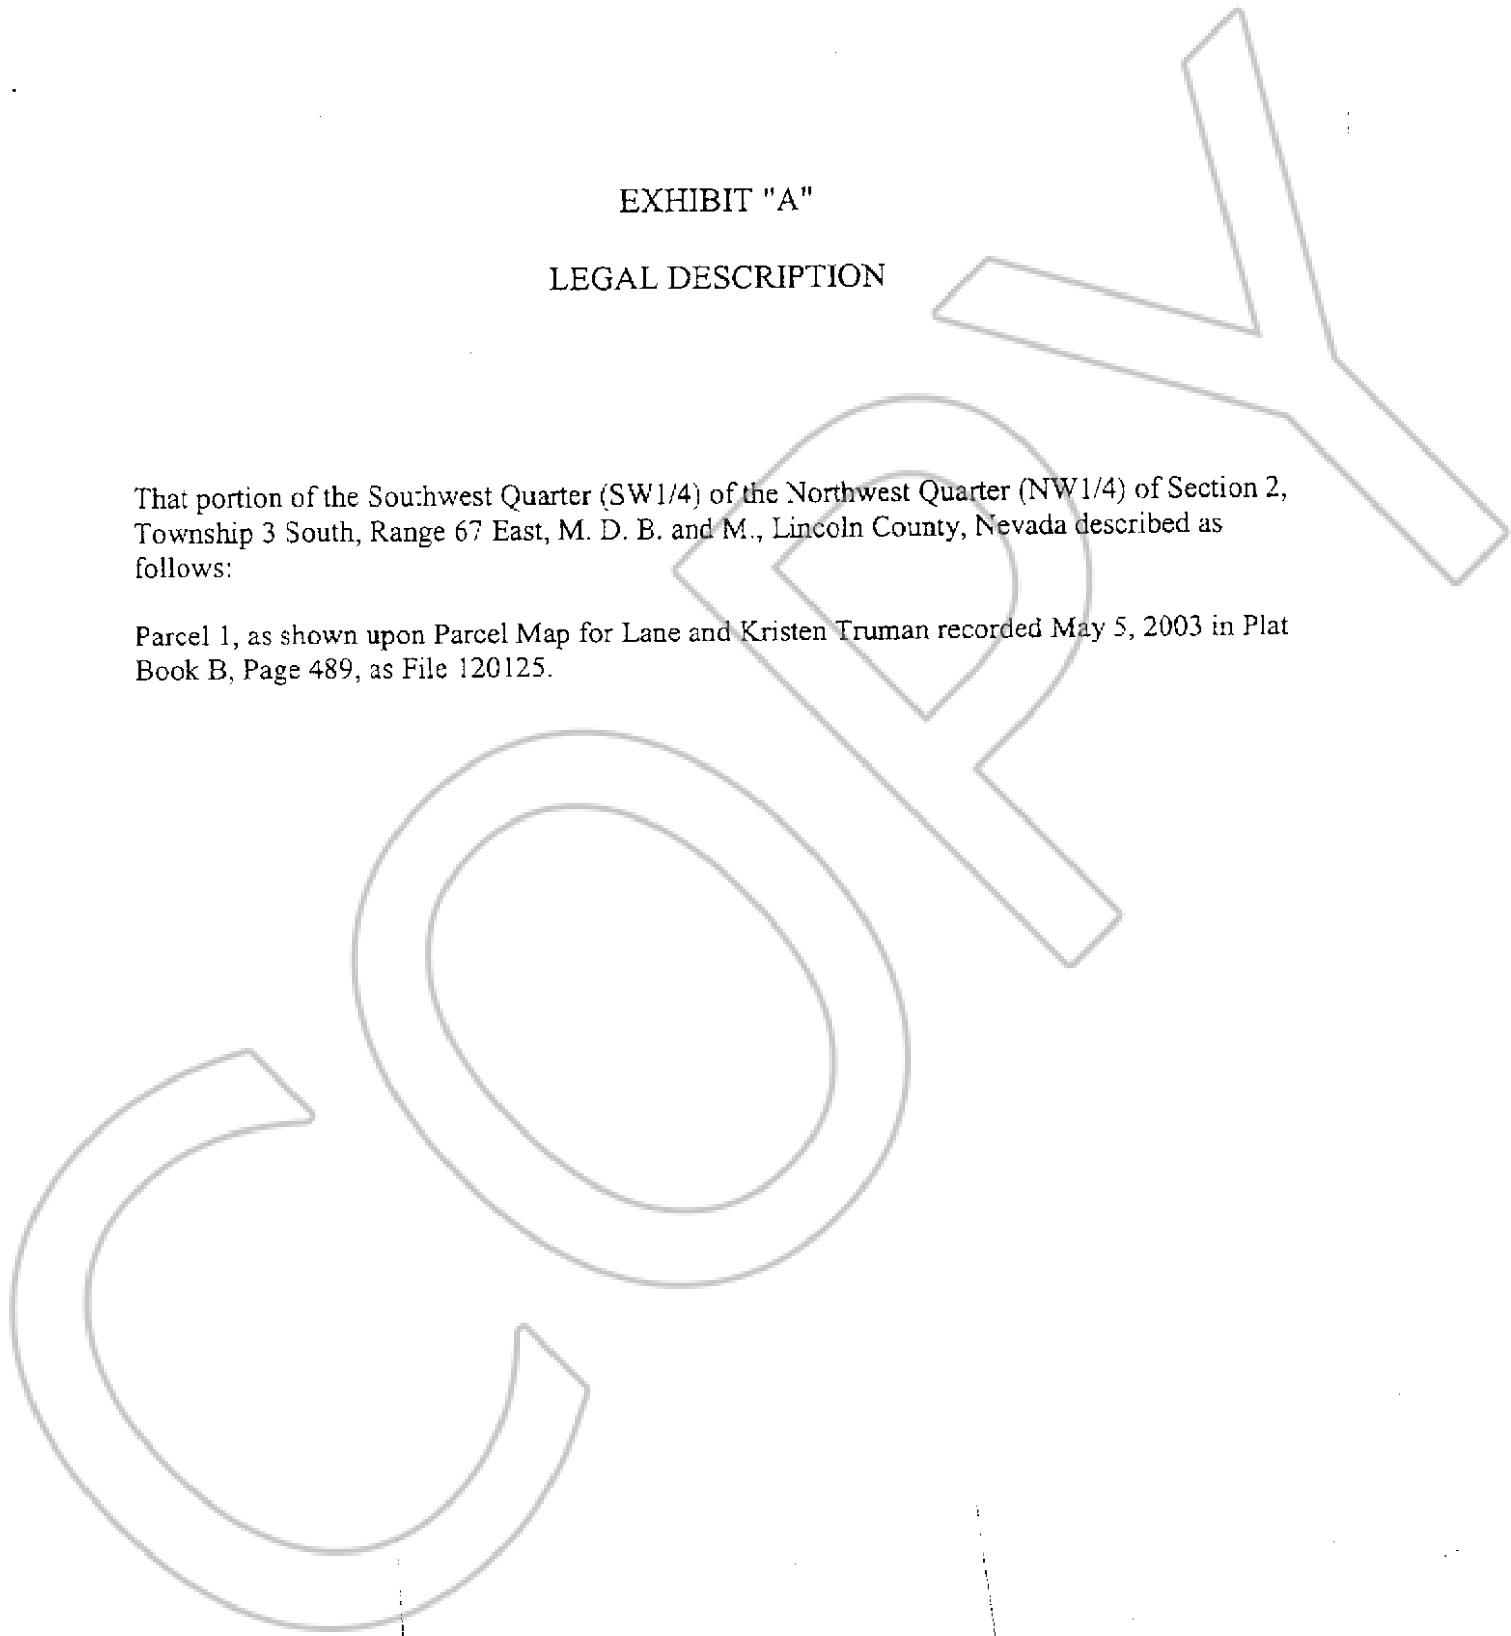 EXHIBIT "A"
LEGAL DESCRIPTION
That portion of the Southwest Quarter (SW1/4) of the Northwest Quarter (NW1/4) of Section 2,
Township 3 South, Range 67 East, M. D. B. and M., Lincoln County, Nevada described as
follows:
Parcel 1, as shown upon Parcel Map for Lane and Kristen Truman recorded May 5, 2003 in Plat
Book B, Page 489, as File 120125.
COPY